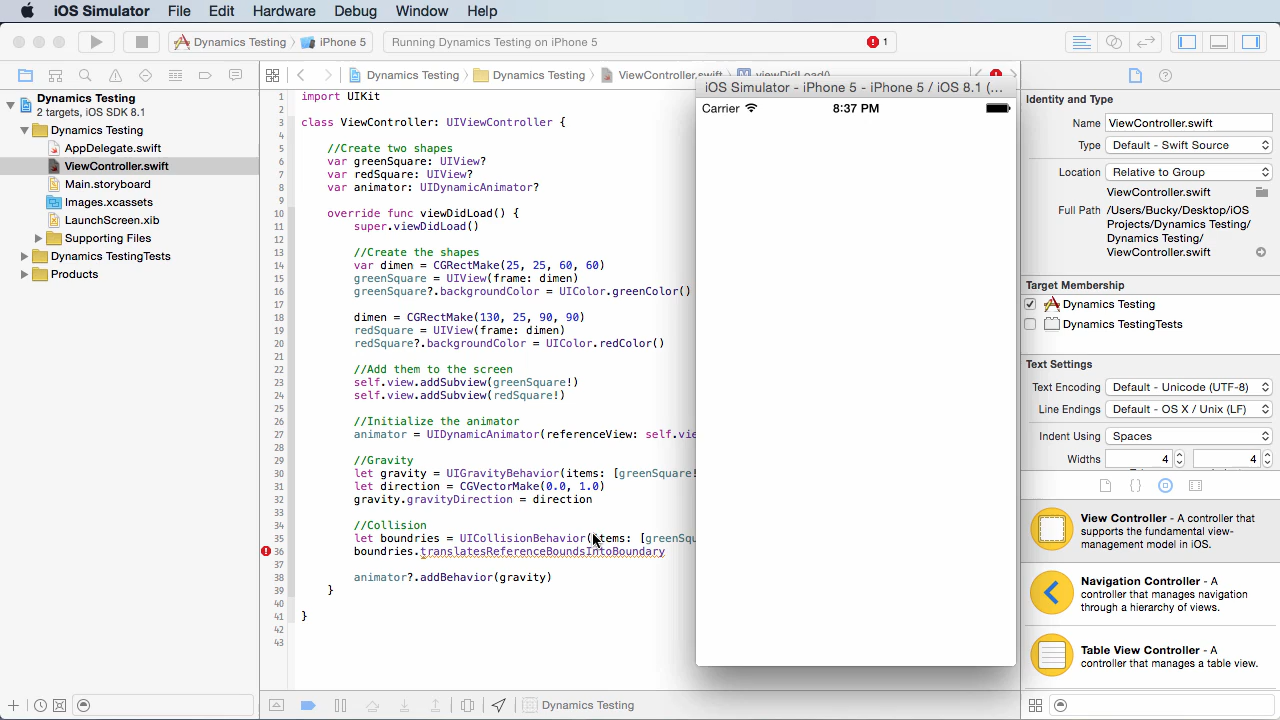 iOS Simulator File Edit Hardware Debug Window Help
Dynamics Testing iPhone 5 Running Dynamics Testing on iPhone 5 1
Dynamics Testing Dynamics Testing ViewController.swift viewDidLoad()
Dynamics Testing
2 targets, iOS SDK 8.1
Dynamics Testing
AppDelegate.swift
ViewController.swift
Main.storyboard
Images.xcassets
LaunchScreen.xib
Supporting Files
Dynamics TestingTests
Products
1 import UIKit
2
3 class ViewController: UIViewController {
4
5 //Create two shapes
6 var greenSquare: UIView?
7 var redSquare: UIView?
8 var animator: UIDynamicAnimator?
9
10 override func viewDidLoad() {
11 super.viewDidLoad()
12
13 //Create the shapes
14 var dimen = CGRectMake(25, 25, 60, 60)
15 greenSquare = UIView(frame: dimen)
16 greenSquare?.backgroundColor = UIColor.greenColor()
17
18 dimen = CGRectMake(130, 25, 90, 90)
19 redSquare = UIView(frame: dimen)
20 redSquare?.backgroundColor = UIColor.redColor()
21
22 //Add them to the screen
23 self.view.addSubview(greenSquare!)
24 self.view.addSubview(redSquare!)
25
26 //Initialize the animator
27 animator = UIDynamicAnimator(referenceView: self.vie
28
29 //Gravity
30 let gravity = UIGravityBehavior(items: [greenSquare!
31 let direction = CGVectorMake(0.0, 1.0)
32 gravity.gravityDirection = direction
33
34 //Collision
35 let boundries = UICollisionBehavior(items: [greenSqu
36 boundries.translatesReferenceBoundsIntoBoundary
37
38 animator?.addBehavior(gravity)
39 }
40
41 }
42
43
Dynamics Testing
iOS Simulator - iPhone 5 - iPhone 5 / iOS 8.1 (...
Carrier 8:37 PM
Identity and Type
Name ViewController.swift
Type Default - Swift Source
Location Relative to Group
ViewController.swift
Full Path /Users/Bucky/Desktop/iOS
Projects/Dynamics Testing/
Dynamics Testing/
ViewController.swift
Target Membership
Dynamics Testing
Dynamics TestingTests
Text Settings
Text Encoding Default - Unicode (UTF-8)
Line Endings Default - OS X / Unix (LF)
Indent Using Spaces
Widths 4 4
View Controller - A
controller that
supports the fundamental view-
management model in iOS.
Navigation Controller - A
controller that manages navigation
through a hierarchy of views.
Table View Controller - A
controller that manages a table view.